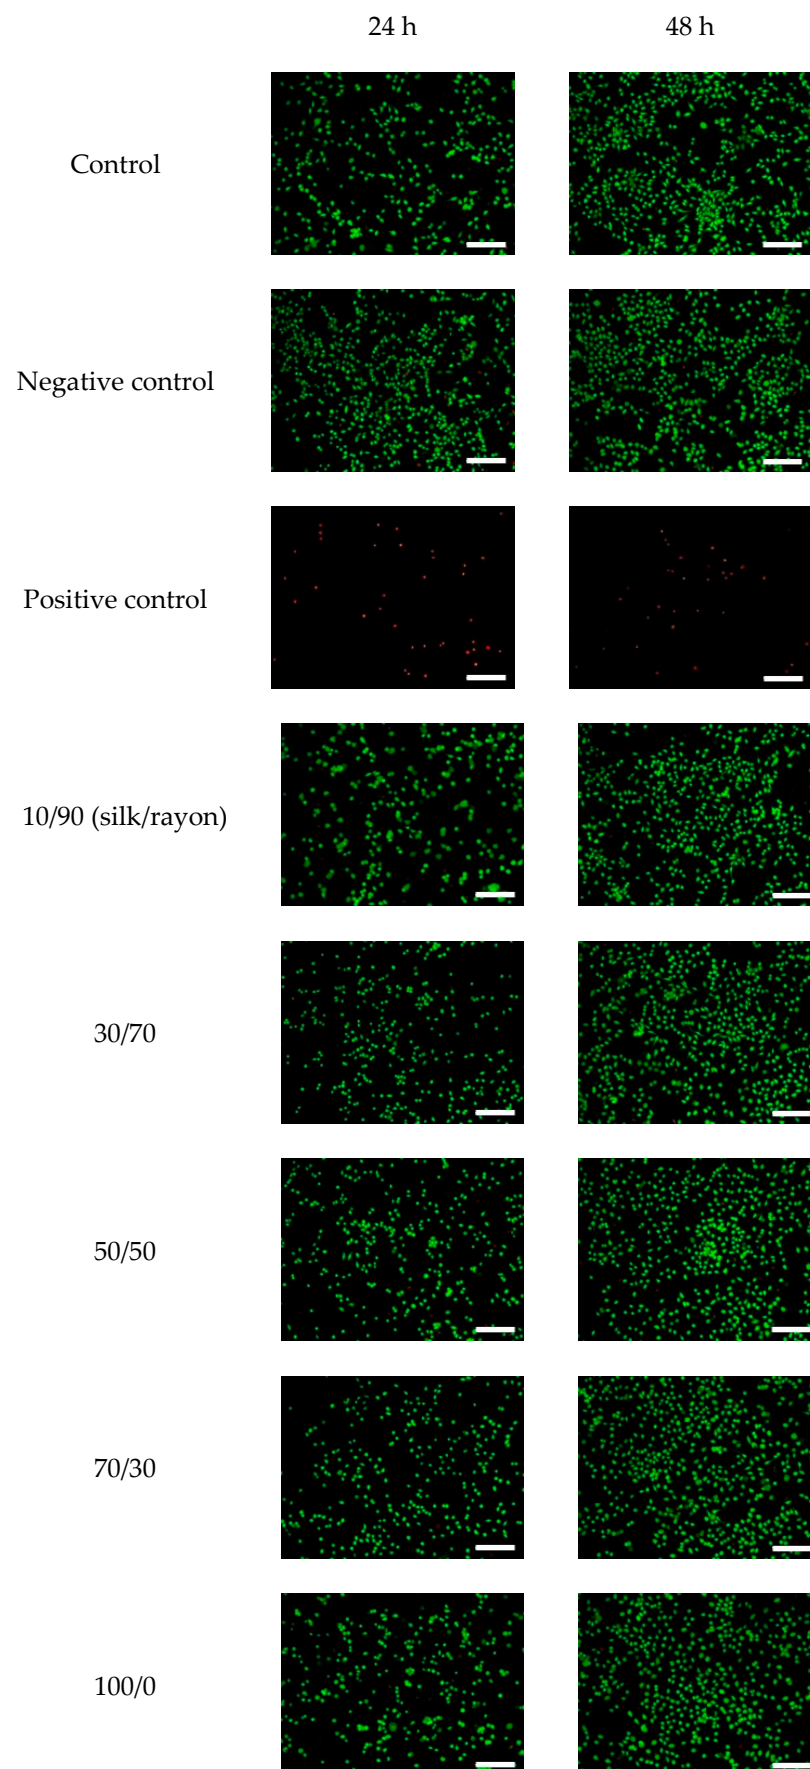 24 h 48 h
Control
Negative control
Positive control
10/90 (silk/rayon)
30/70
50/50
70/30
100/0